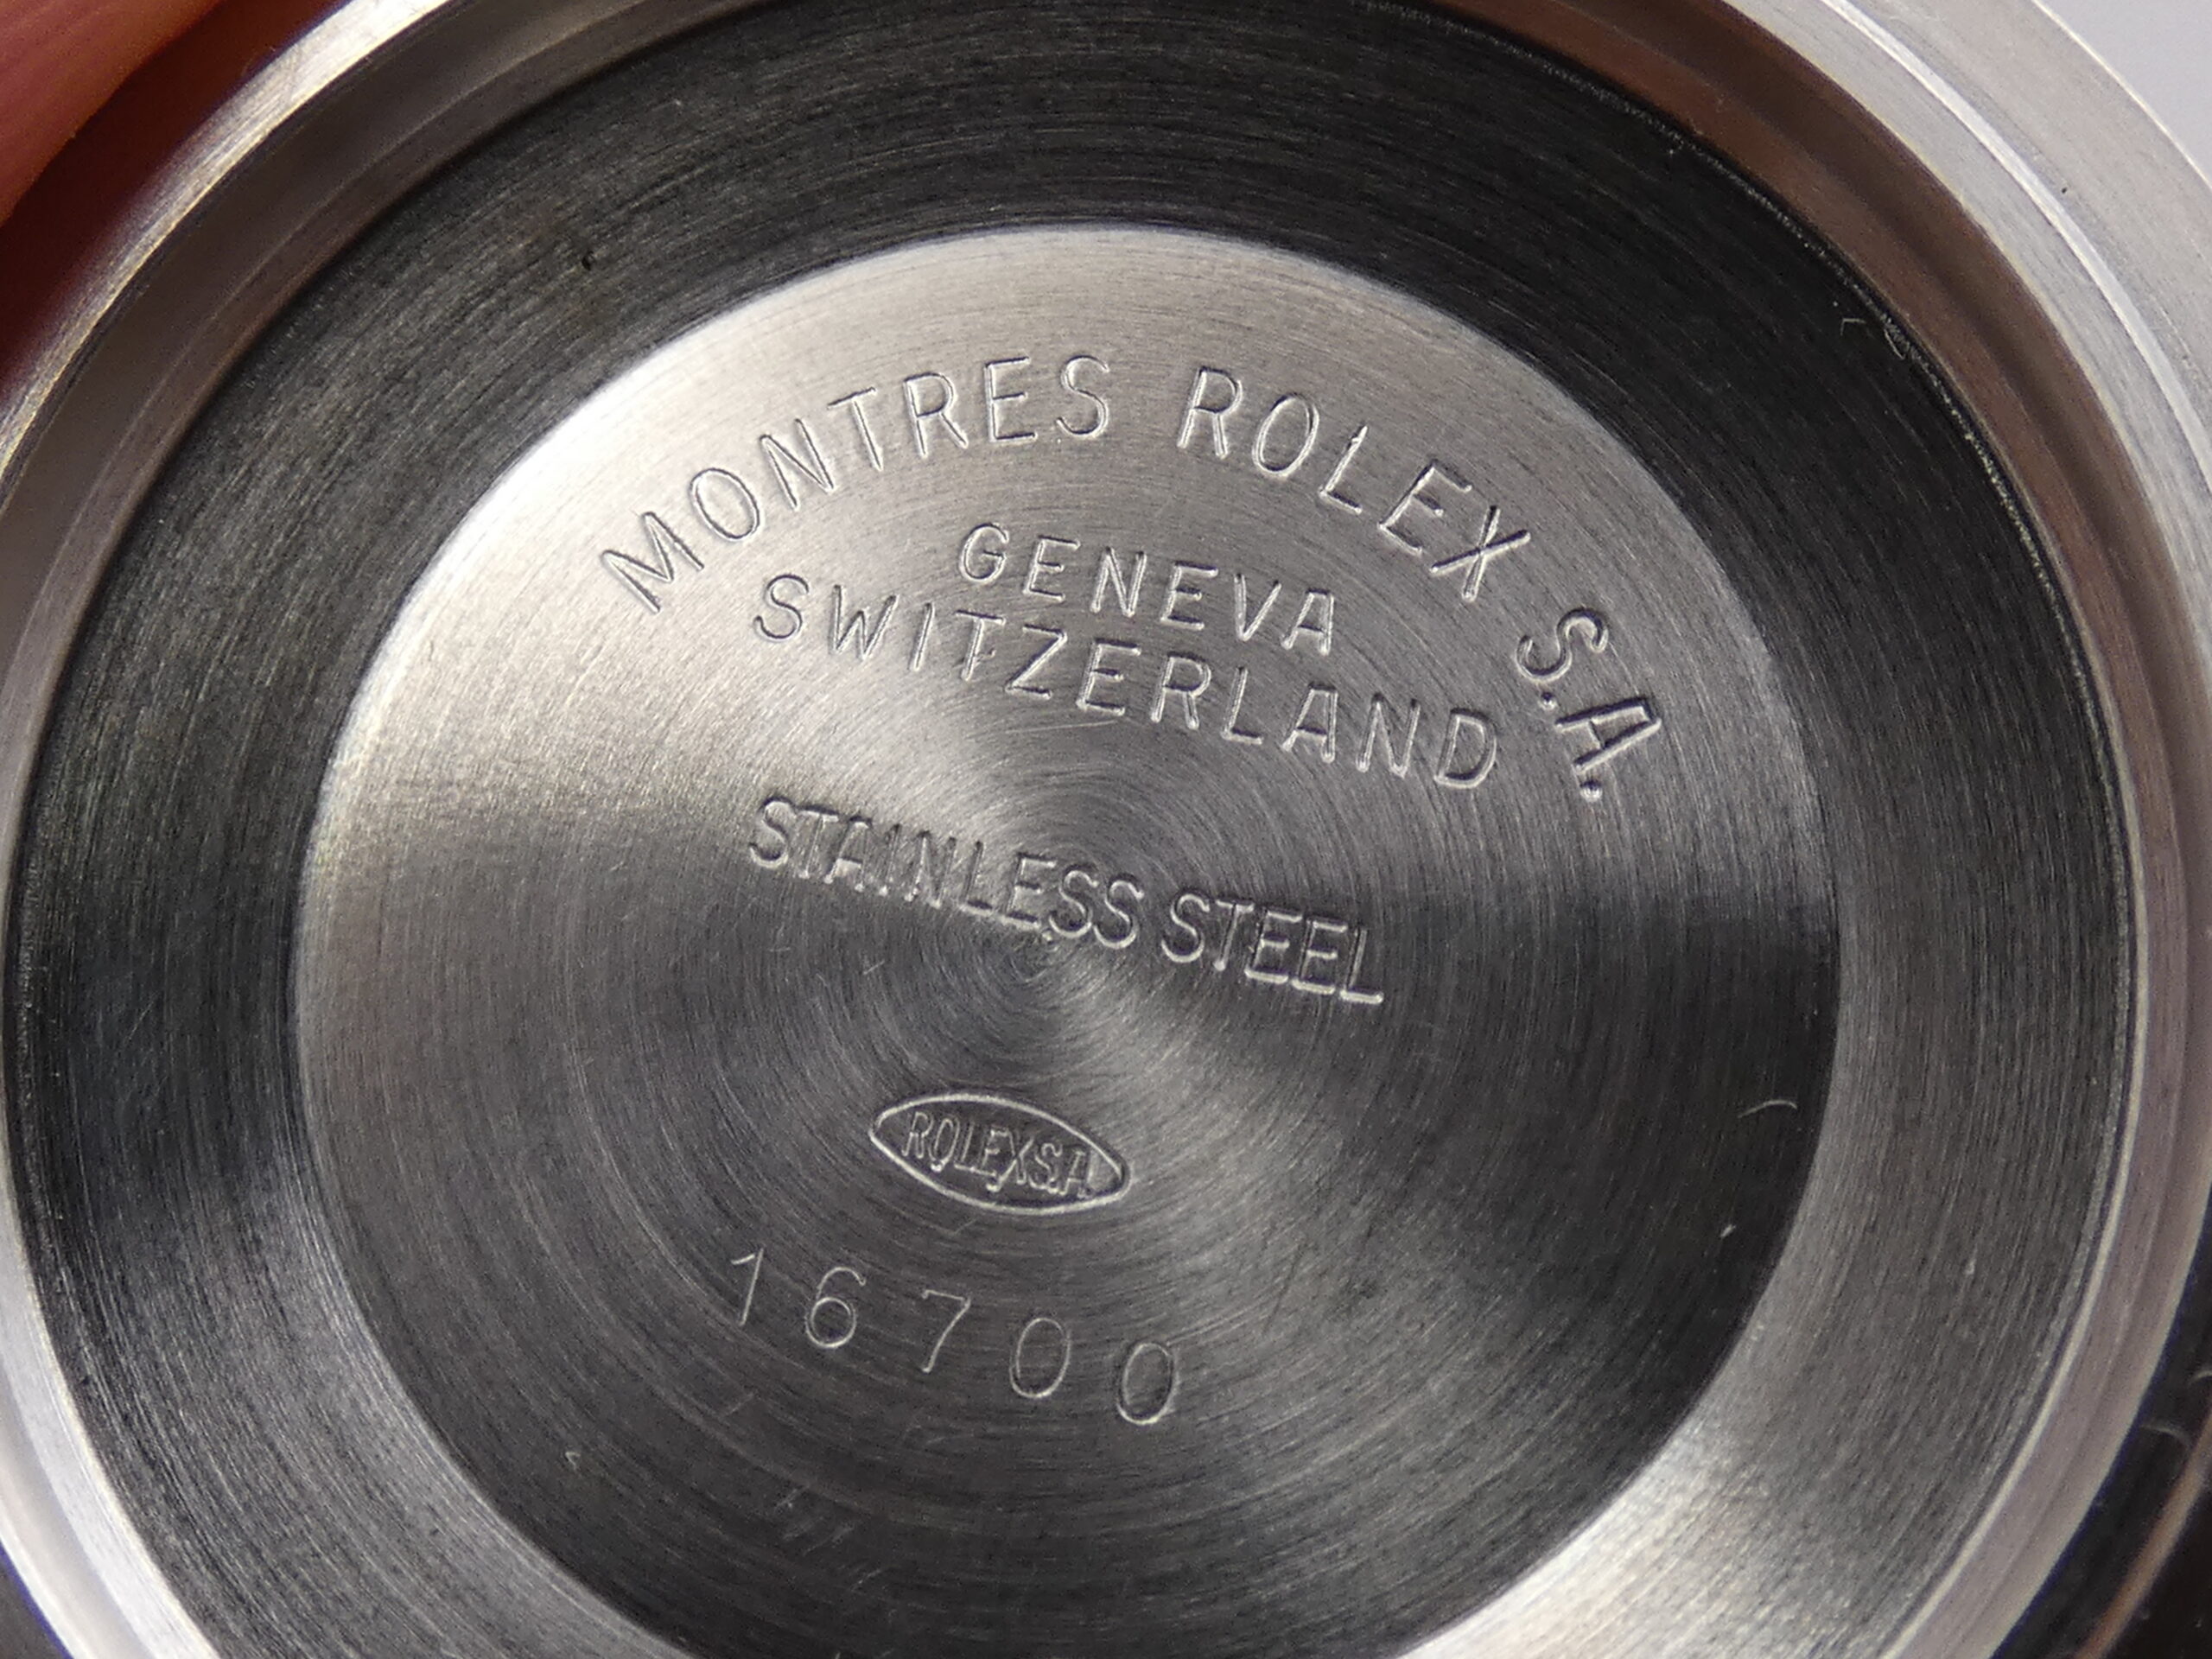 MONTRES ROLEX S.A.
GENEVA
SWITZERLAND
STAINLESS STEEL
ROLEX S.A.
16700